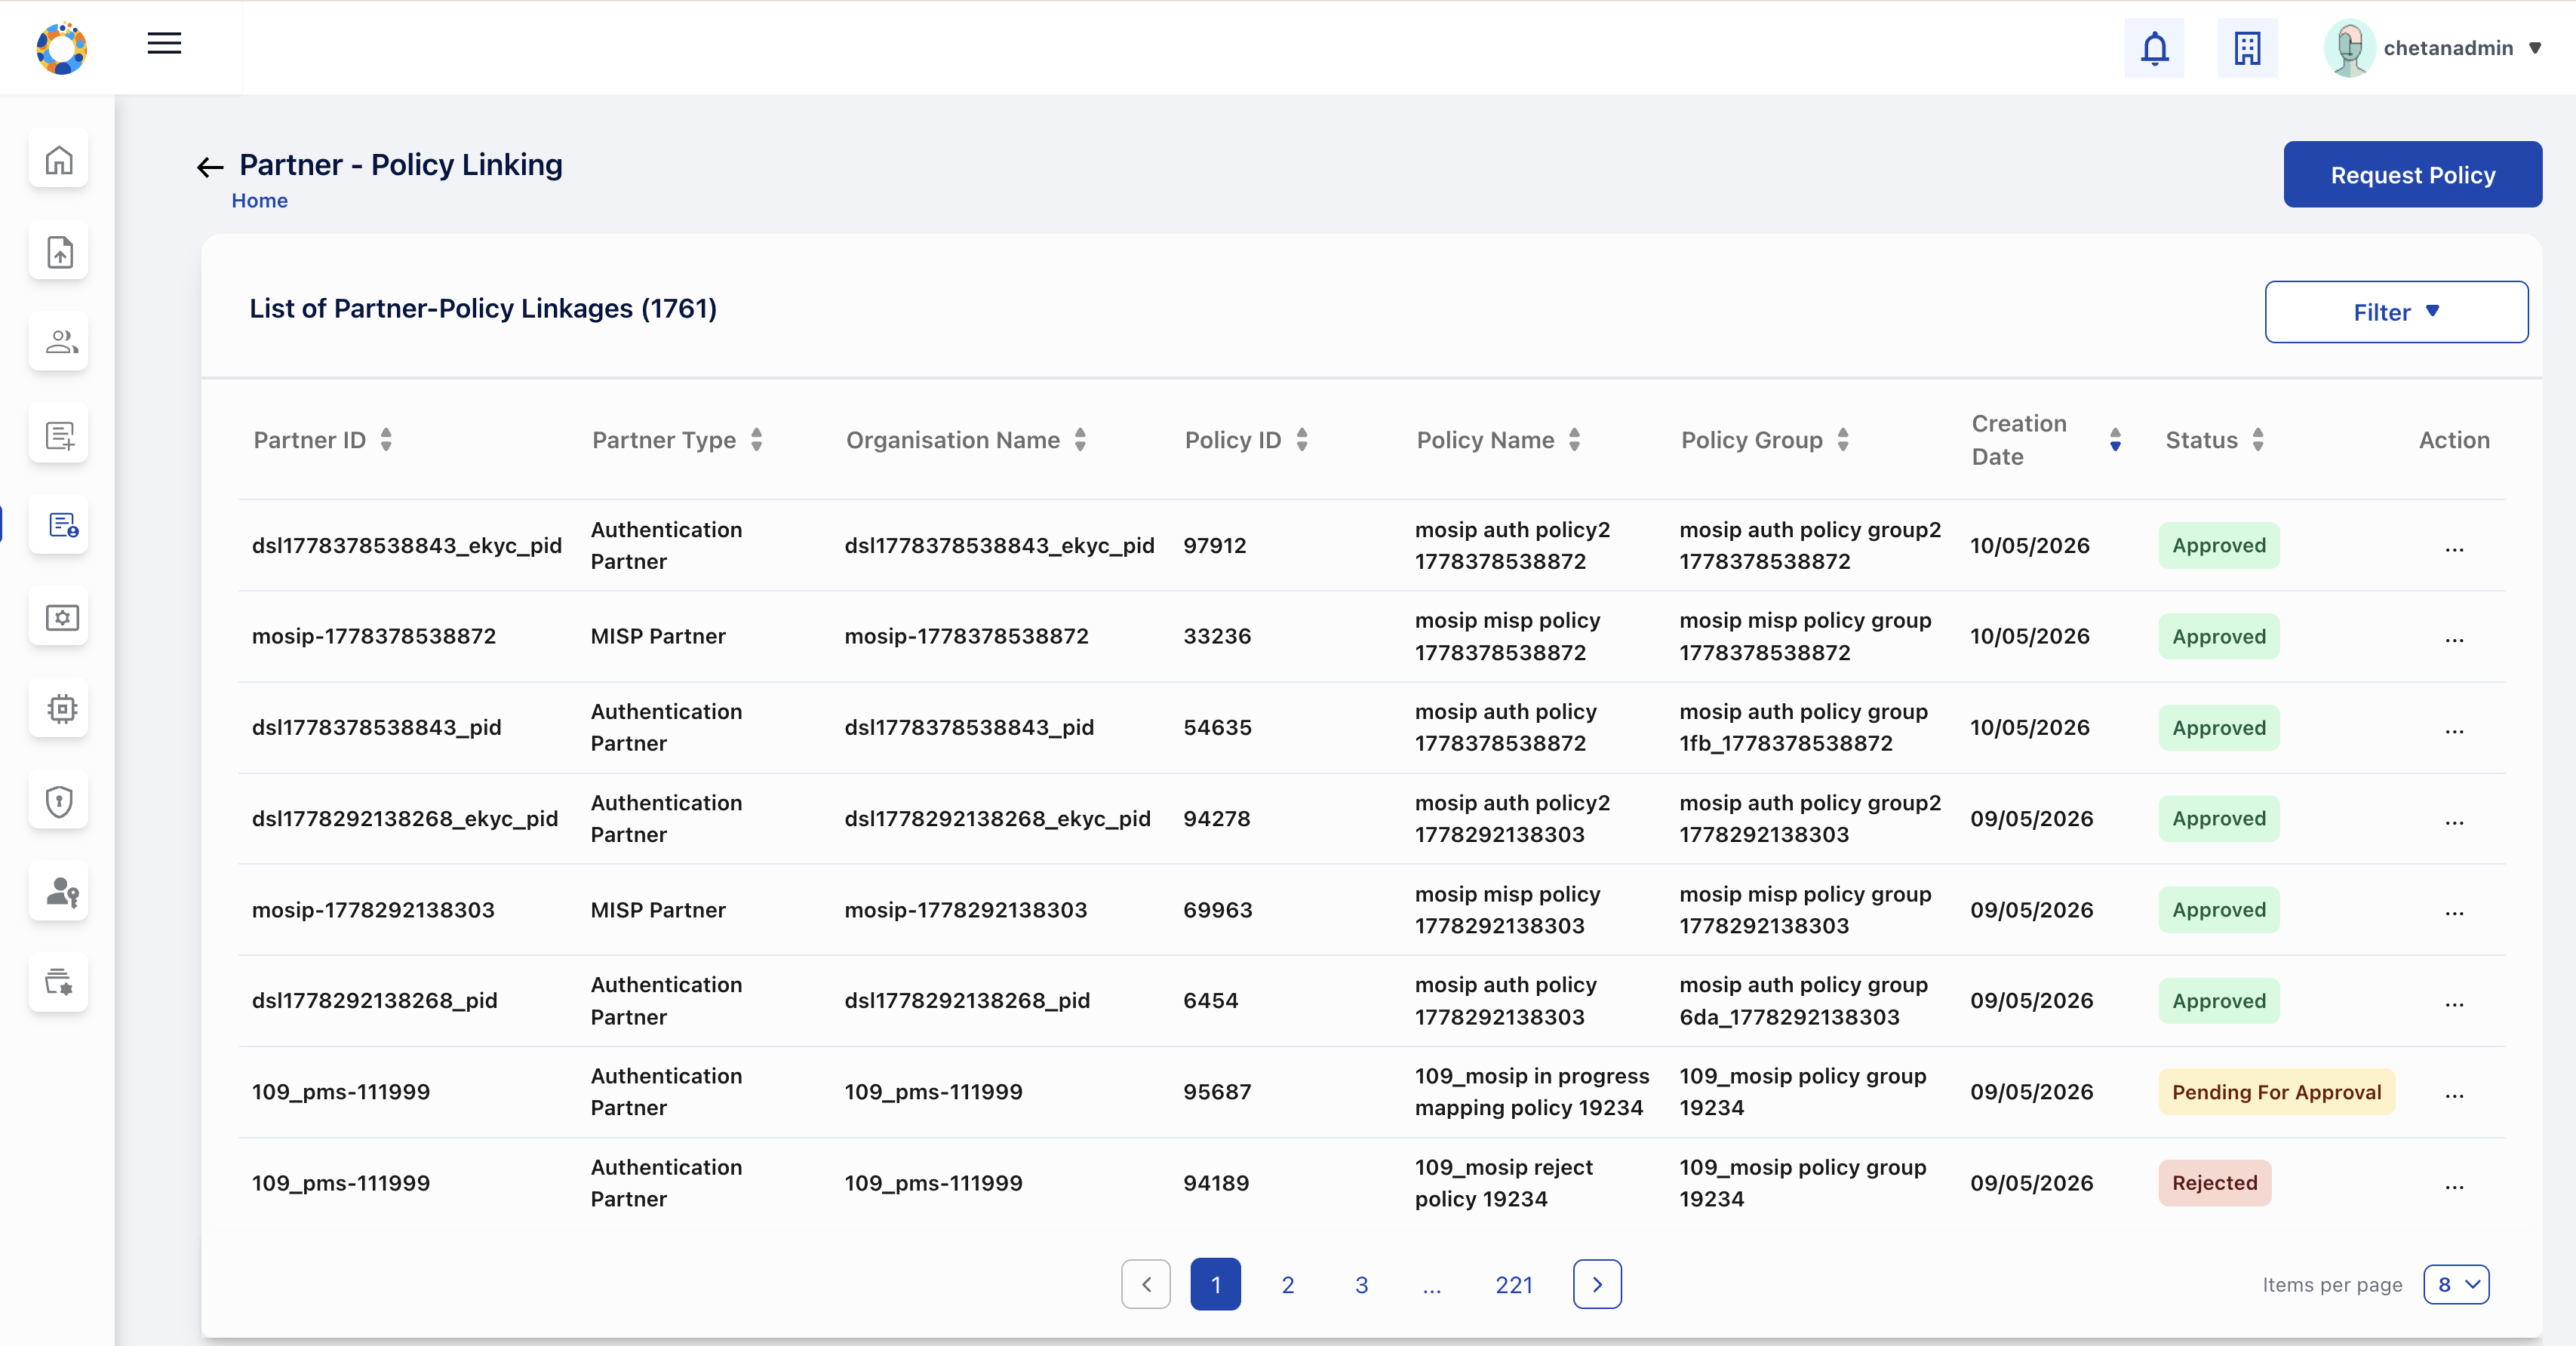 chetanadmin
Partner - Policy Linking
Home
Request Policy
List of Partner-Policy Linkages (1761)
Filter
Partner ID Partner Type Organisation Name Policy ID Policy Name Policy Group Creation Date Status Action
dsl1778378538843_ekyc_pid Authentication Partner dsl1778378538843_ekyc_pid 97912 mosip auth policy2 1778378538872 mosip auth policy group2 1778378538872 10/05/2026 Approved ...
mosip-1778378538872 MISP Partner mosip-1778378538872 33236 mosip misp policy 1778378538872 mosip misp policy group 1778378538872 10/05/2026 Approved ...
dsl1778378538843_pid Authentication Partner dsl1778378538843_pid 54635 mosip auth policy 1778378538872 mosip auth policy group 1fb_1778378538872 10/05/2026 Approved ...
dsl1778292138268_ekyc_pid Authentication Partner dsl1778292138268_ekyc_pid 94278 mosip auth policy2 1778292138303 mosip auth policy group2 1778292138303 09/05/2026 Approved ...
mosip-1778292138303 MISP Partner mosip-1778292138303 69963 mosip misp policy 1778292138303 mosip misp policy group 1778292138303 09/05/2026 Approved ...
dsl1778292138268_pid Authentication Partner dsl1778292138268_pid 6454 mosip auth policy 1778292138303 mosip auth policy group 6da_1778292138303 09/05/2026 Approved ...
109_pms-111999 Authentication Partner 109_pms-111999 95687 109_mosip in progress mapping policy 19234 109_mosip policy group 19234 09/05/2026 Pending For Approval ...
109_pms-111999 Authentication Partner 109_pms-111999 94189 109_mosip reject policy 19234 109_mosip policy group 19234 09/05/2026 Rejected ...
1 2 3 ... 221
Items per page 8